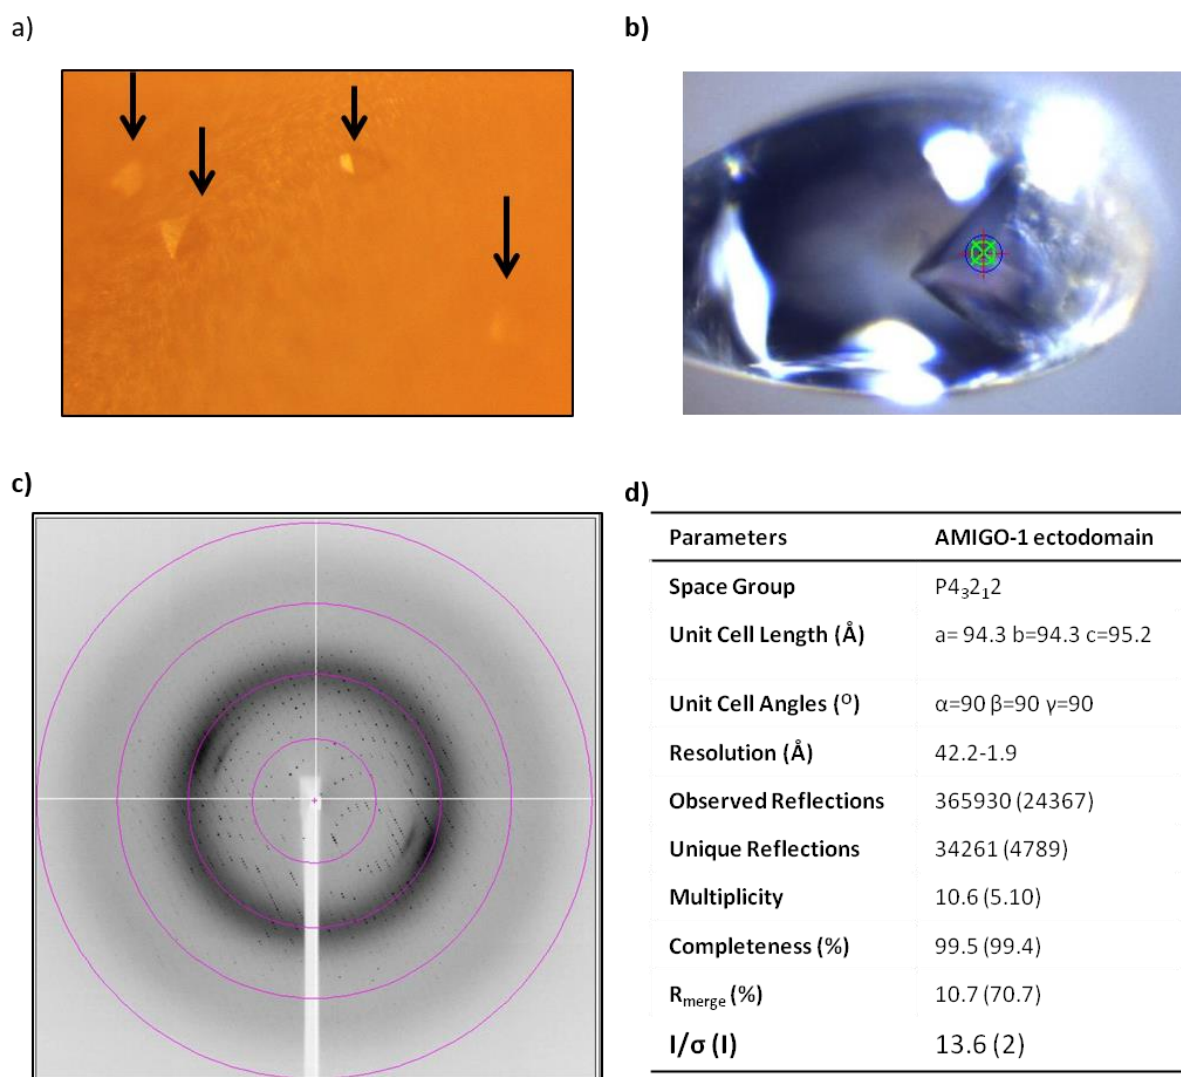 a)
b)
c)
d)
Parameters AMIGO-1 ectodomain
Space Group P4₃2₁2
Unit Cell Length (Å) a= 94.3 b=94.3 c=95.2
Unit Cell Angles (º) α=90 β=90 γ=90
Resolution (Å) 42.2-1.9
Observed Reflections 365930 (24367)
Unique Reflections 34261 (4789)
Multiplicity 10.6 (5.10)
Completeness (%) 99.5 (99.4)
Rmerge (%) 10.7 (70.7)
I/σ (I) 13.6 (2)